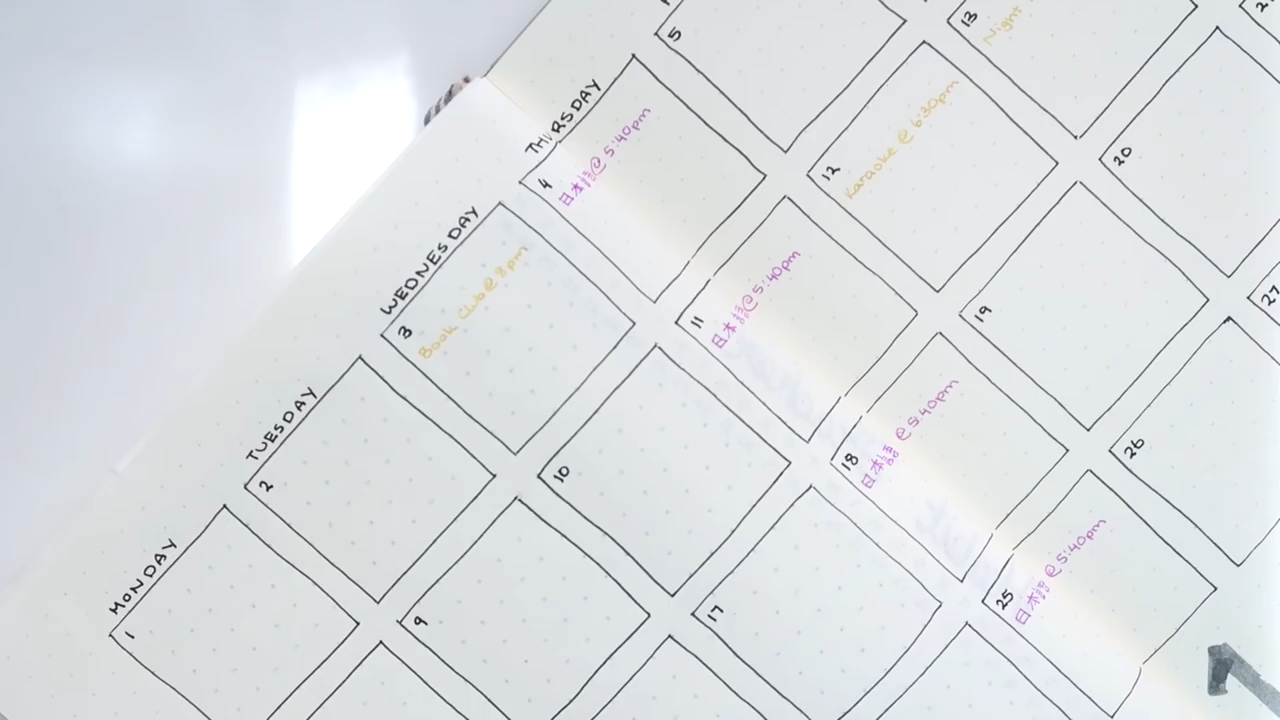 MONDAY
TUESDAY
WEDNESDAY
THURSDAY
1
2
3
Book Club @ 8pm
4
日本語 @ 5:40pm
5
9
10
11
日本語 @ 5:40pm
12
Karaoke @ 6:30pm
13
Night
17
18
日本語 @ 5:40pm
19
20
25
日本語 @ 5:40pm
26
27